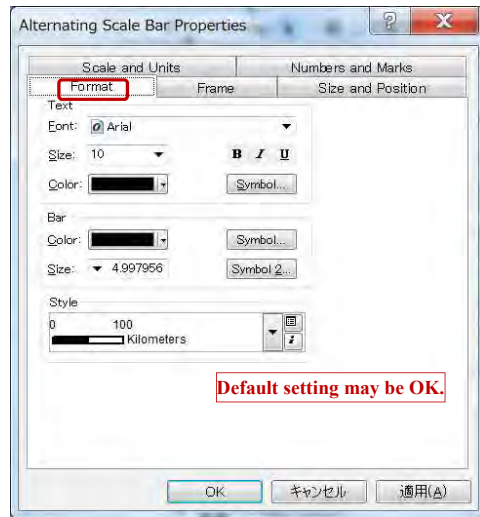 Alternating Scale Bar Properties
Scale and Units Numbers and Marks
Format Frame Size and Position
Text
Font: Arial
Size: 10 B I U
Color: Symbol...
Bar
Color: Symbol...
Size: 4.997956 Symbol 2...
Style
0 100
Kilometers
Default setting may be OK.
OK キャンセル 適用(A)